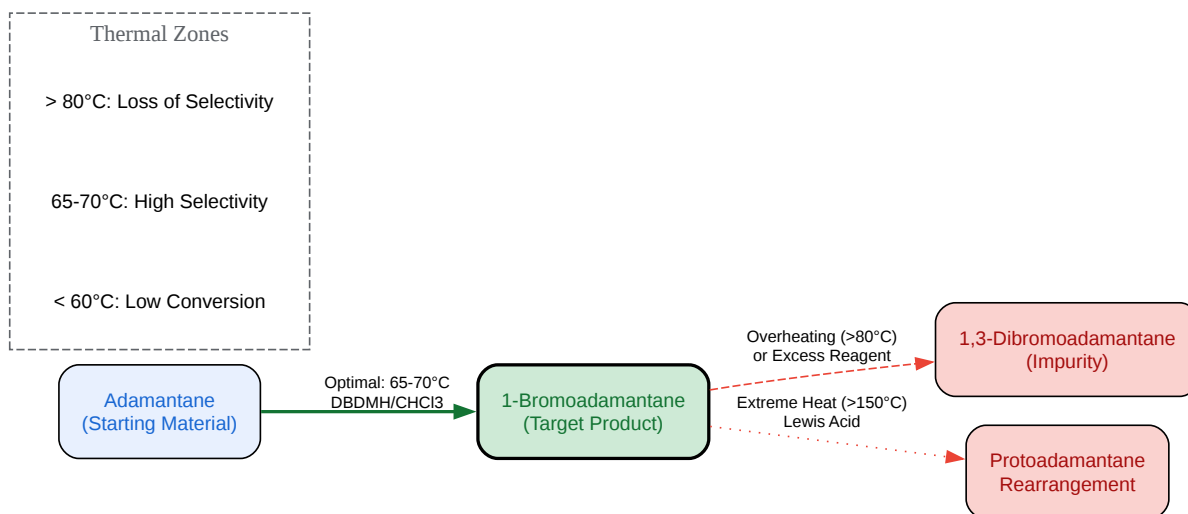 Thermal Zones
> 80°C: Loss of Selectivity
65-70°C: High Selectivity
< 60°C: Low Conversion
Adamantane
(Starting Material)
Optimal: 65-70°C
DBDMH/CHCl3
1-Bromoadamantane
(Target Product)
Overheating (>80°C)
or Excess Reagent
1,3-Dibromoadamantane
(Impurity)
Extreme Heat (>150°C)
Lewis Acid
Protoadamantane
Rearrangement